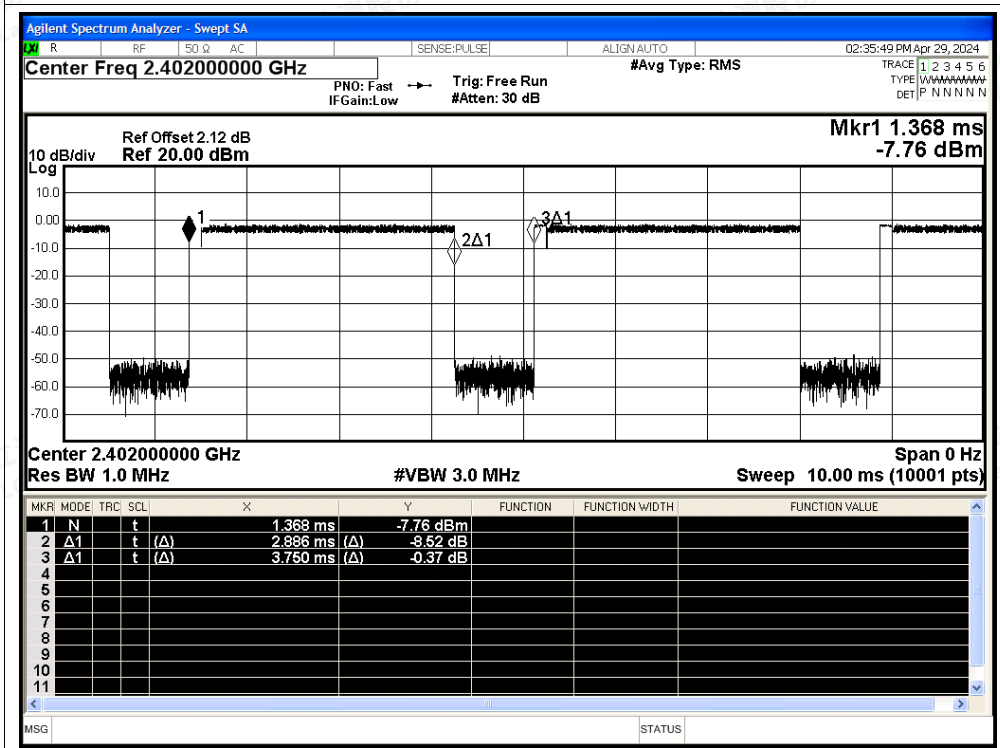 Agilent Spectrum Analyzer - Swept SA
LXI R RF 50 Ω AC SENSE:PULSE ALIGN AUTO 02:35:49 PM Apr 29, 2024
Center Freq 2.402000000 GHz #Avg Type: RMS TRACE 1 2 3 4 5 6
PNO: Fast Trig: Free Run TYPE
IFGain:Low #Atten: 30 dB DET P N N N N N
Mkr1 1.368 ms
Ref Offset 2.12 dB
10 dB/div Ref 20.00 dBm -7.76 dBm
Log
10.0
0.00
1
3Δ1
2Δ1
-10.0
-20.0
-30.0
-40.0
-50.0
-60.0
-70.0
Center 2.402000000 GHz Span 0 Hz
Res BW 1.0 MHz #VBW 3.0 MHz Sweep 10.00 ms (10001 pts)
MKR MODE TRC SCL X Y FUNCTION FUNCTION WIDTH FUNCTION VALUE
1 N t 1.368 ms -7.76 dBm
2 Δ1 t (Δ) 2.886 ms (Δ) -8.52 dB
3 Δ1 t (Δ) 3.750 ms (Δ) -0.37 dB
4
5
6
7
8
9
10
11
MSG STATUS